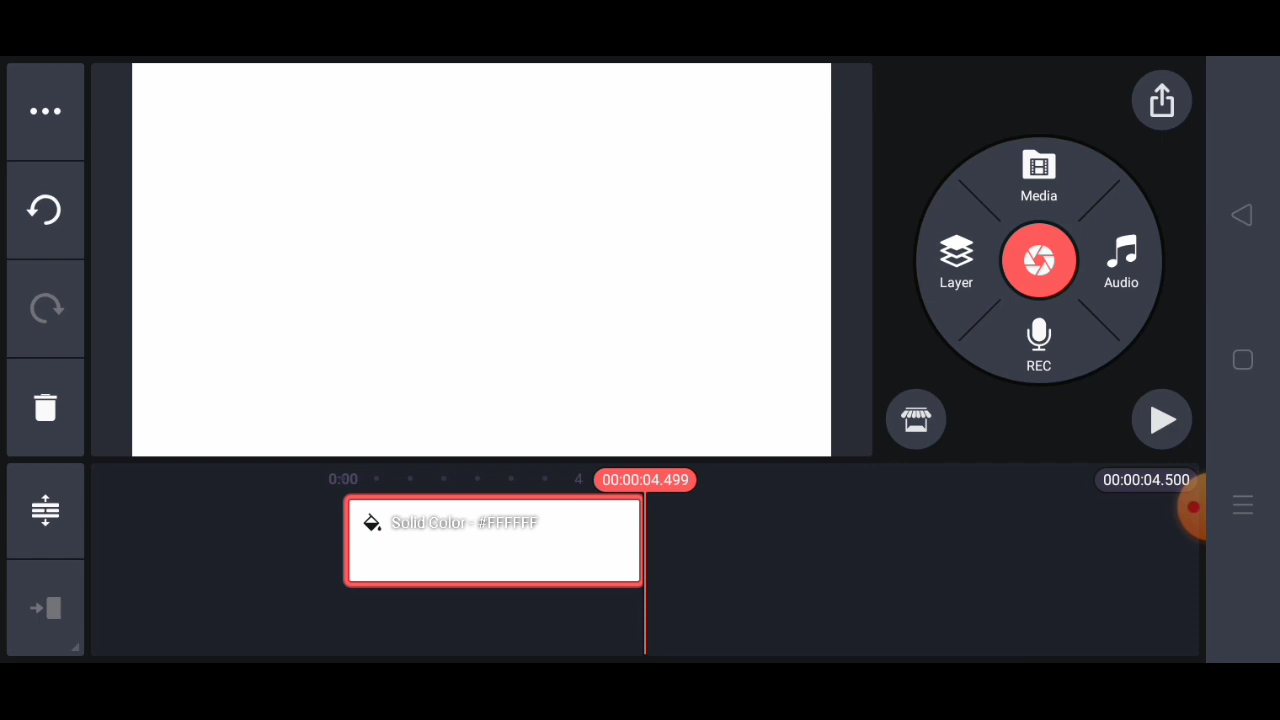 Media
Layer
Audio
REC
0:00
4
00:00:04.499
00:00:04.500
Solid Color - #FFFFFF